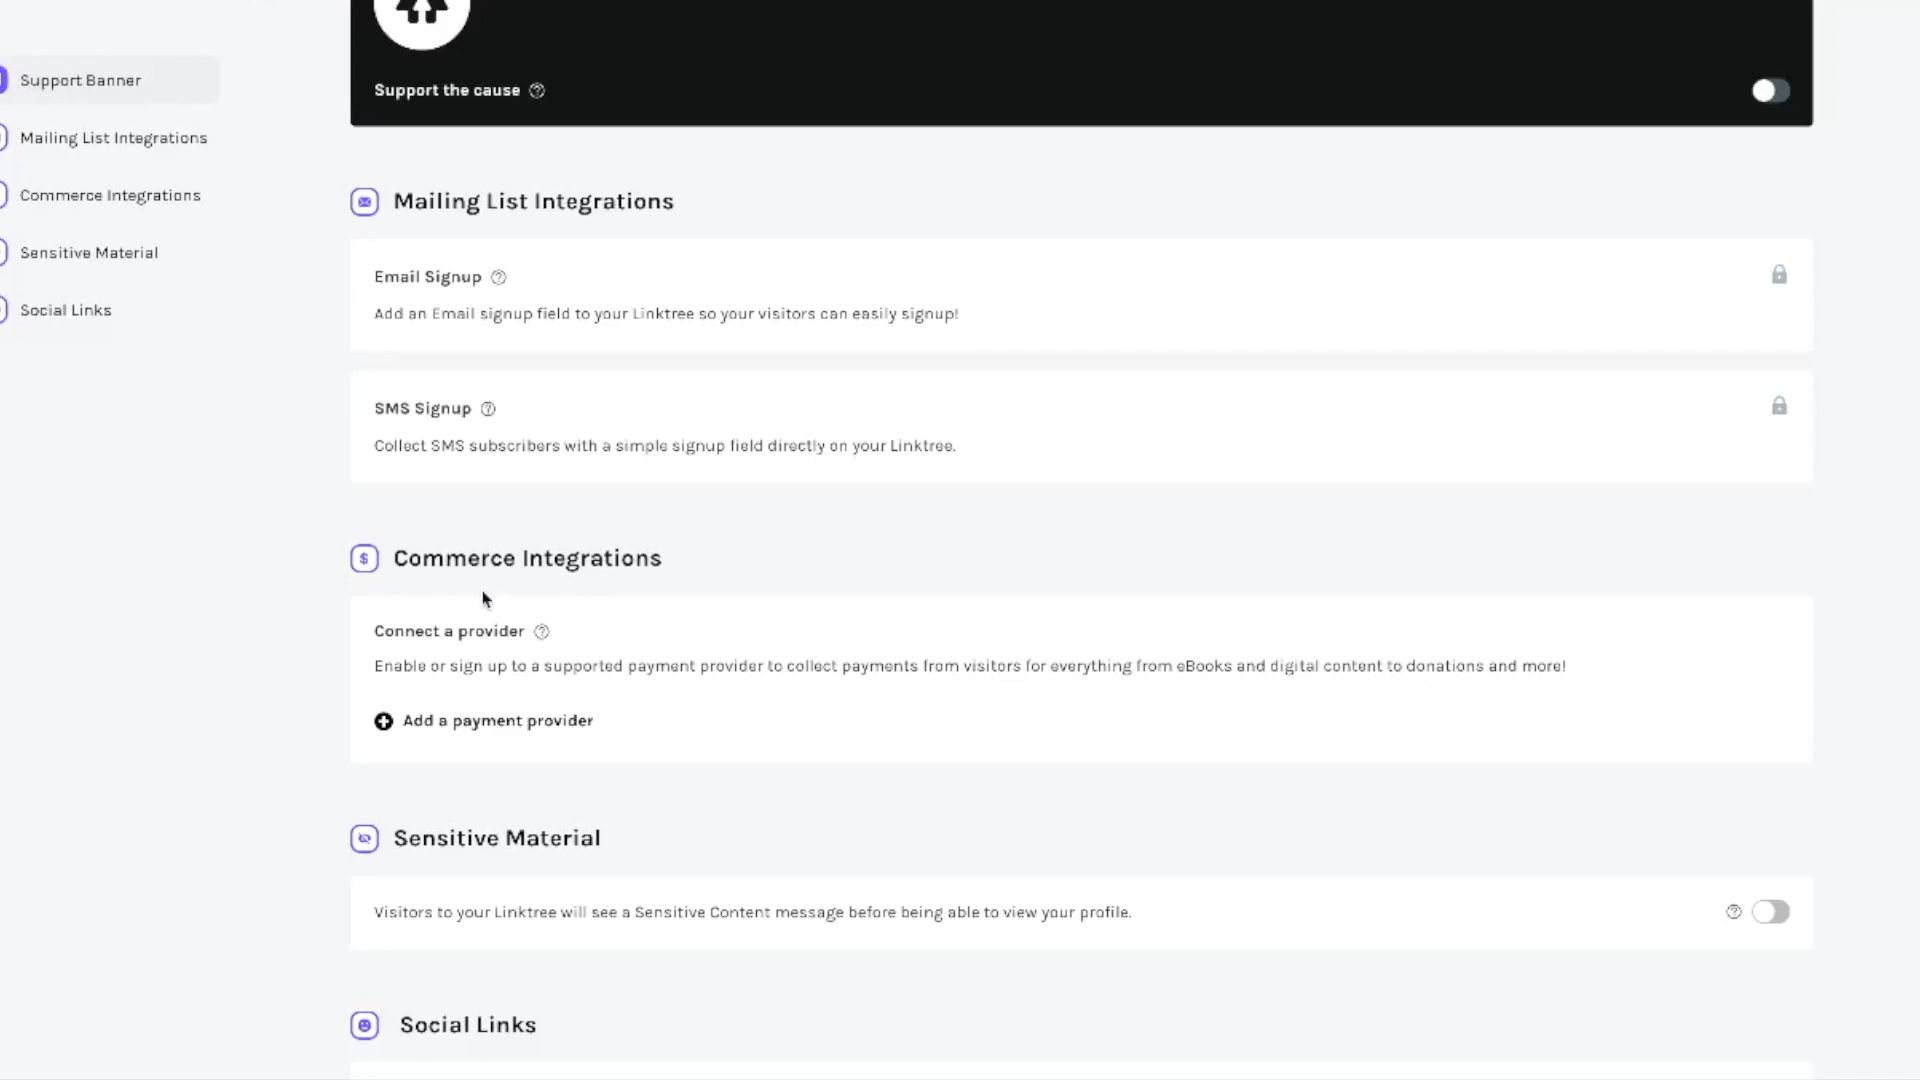 Support Banner
Mailing List Integrations
Commerce Integrations
Sensitive Material
Social Links
Support the cause
Mailing List Integrations
Email Signup
Add an Email signup field to your Linktree so your visitors can easily signup!
SMS Signup
Collect SMS subscribers with a simple signup field directly on your Linktree.
Commerce Integrations
Connect a provider
Enable or sign up to a supported payment provider to collect payments from visitors for everything from eBooks and digital content to donations and more!
Add a payment provider
Sensitive Material
Visitors to your Linktree will see a Sensitive Content message before being able to view your profile.
Social Links